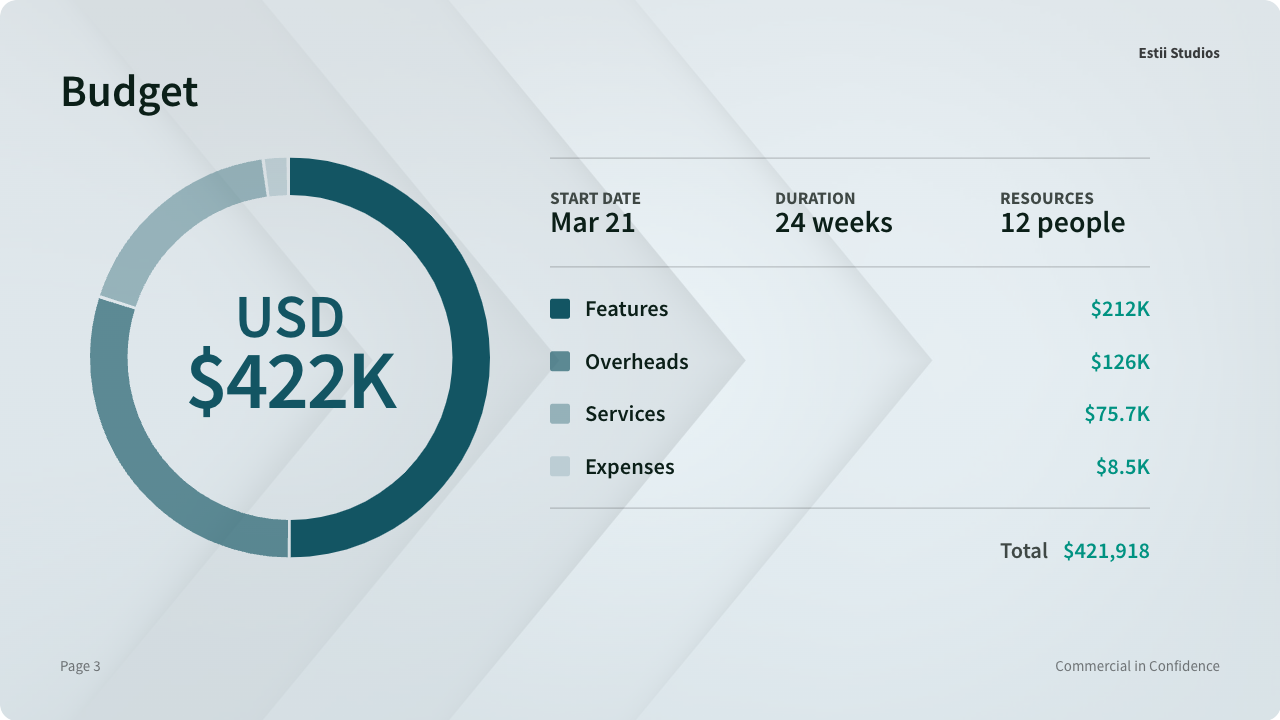 Estii Studios
Budget
USD
$422K
START DATE
Mar 21
DURATION
24 weeks
RESOURCES
12 people
Features $212K
Overheads $126K
Services $75.7K
Expenses $8.5K
Total $421,918
Page 3
Commercial in Confidence